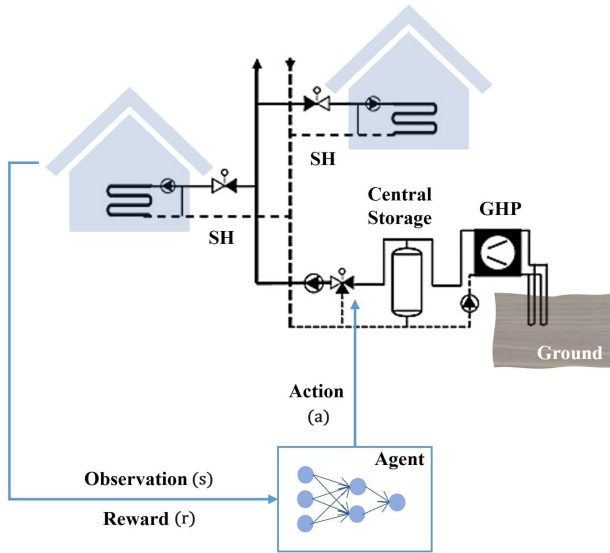 SH
SH
Central
Storage
GHP
Ground
Action
(a)
Agent
Observation (s)
Reward (r)